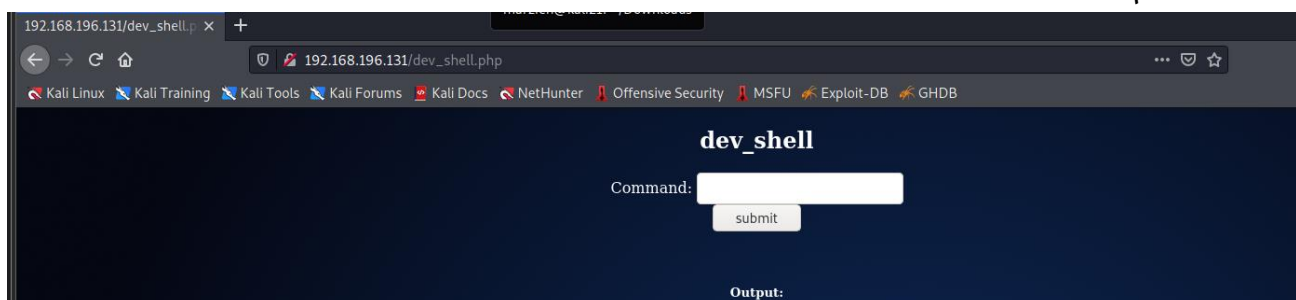 192.168.196.131/dev_shell.p
192.168.196.131/dev_shell.php
Kali Linux Kali Training Kali Tools Kali Forums Kali Docs NetHunter Offensive Security MSFU Exploit-DB GHDB
dev_shell
Command:
submit
Output: